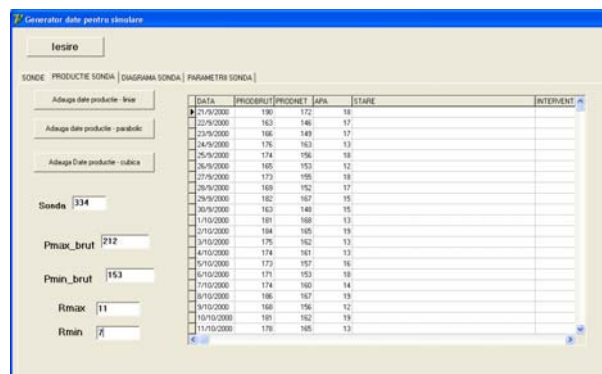 Generator date pentru simulare
Iesire
SONDE PRODUCTIE SONDA DIAGRAMA SONDA PARAMETRII SONDA
Adauga date productie - liniar
Adauga date productie - parabolic
Adauga Date productie - cubica
Sonda 334
Pmax_brut 212
Pmin_brut 153
Rmax 11
Rmin 7
DATA PRODBRUT PRODNET APA STARE INTERVENT
21/9/2000 190 172 18
22/9/2000 163 146 17
23/9/2000 166 149 17
24/9/2000 176 163 13
25/9/2000 174 156 18
26/9/2000 165 153 12
27/9/2000 173 155 18
28/9/2000 169 152 17
29/9/2000 182 167 15
30/9/2000 163 148 15
1/10/2000 181 168 13
2/10/2000 184 165 19
3/10/2000 175 162 13
4/10/2000 174 161 13
5/10/2000 173 157 16
6/10/2000 171 153 18
7/10/2000 174 160 14
8/10/2000 186 167 19
9/10/2000 168 156 12
10/10/2000 181 162 19
11/10/2000 178 165 13